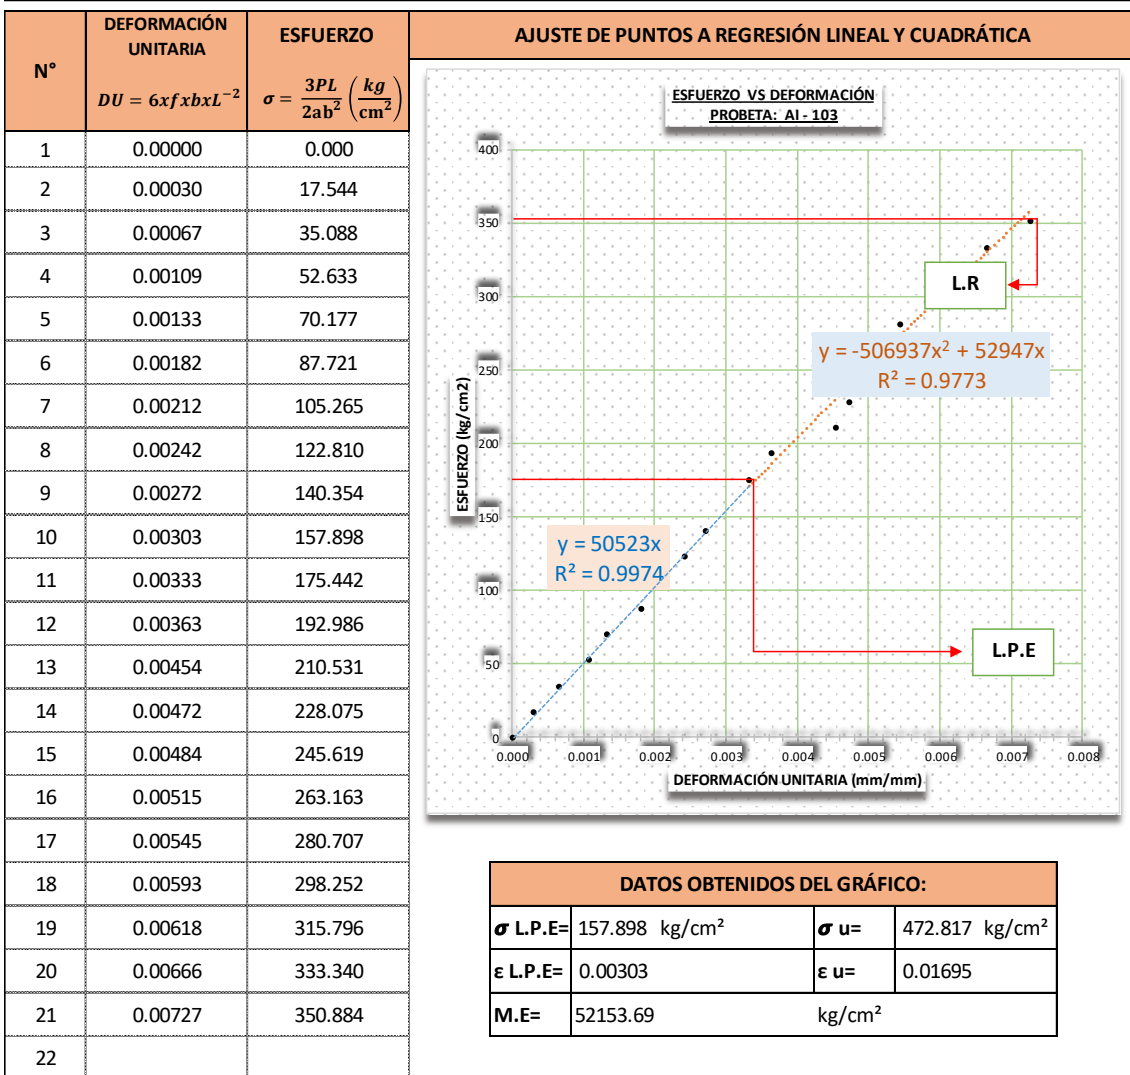 N°
DEFORMACIÓN
UNITARIA
DU = 6xfxbxL⁻²
ESFUERZO
σ = 3PL / 2ab² (kg / cm²)
AJUSTE DE PUNTOS A REGRESIÓN LINEAL Y CUADRÁTICA
1 0.00000 0.000
2 0.00030 17.544
3 0.00067 35.088
4 0.00109 52.633
5 0.00133 70.177
6 0.00182 87.721
7 0.00212 105.265
8 0.00242 122.810
9 0.00272 140.354
10 0.00303 157.898
11 0.00333 175.442
12 0.00363 192.986
13 0.00454 210.531
14 0.00472 228.075
15 0.00484 245.619
16 0.00515 263.163
17 0.00545 280.707
18 0.00593 298.252
19 0.00618 315.796
20 0.00666 333.340
21 0.00727 350.884
22
ESFUERZO VS DEFORMACIÓN
PROBETA: AI - 103
400
350
300
250
200
150
100
50
0
ESFUERZO (kg/cm2)
L.R
y = -506937x² + 52947x
R² = 0.9773
y = 50523x
R² = 0.9974
L.P.E
0.000 0.001 0.002 0.003 0.004 0.005 0.006 0.007 0.008
DEFORMACIÓN UNITARIA (mm/mm)
DATOS OBTENIDOS DEL GRÁFICO:
σ L.P.E= 157.898 kg/cm² σ u= 472.817 kg/cm²
ε L.P.E= 0.00303 ε u= 0.01695
M.E= 52153.69 kg/cm²